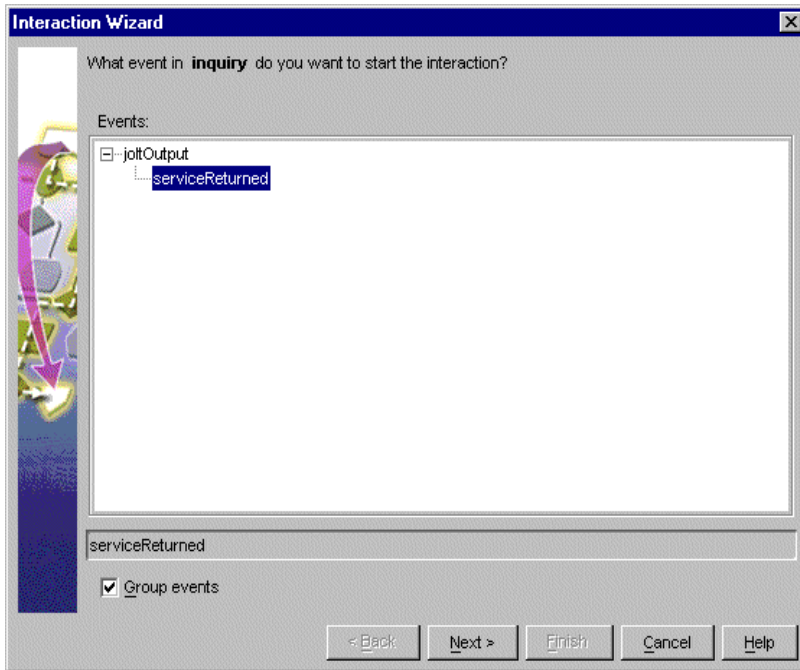 Interaction Wizard
What event in inquiry do you want to start the interaction?
Events:
joltOutput
serviceReturned
serviceReturned
Group events
< Back Next > Finish Cancel Help